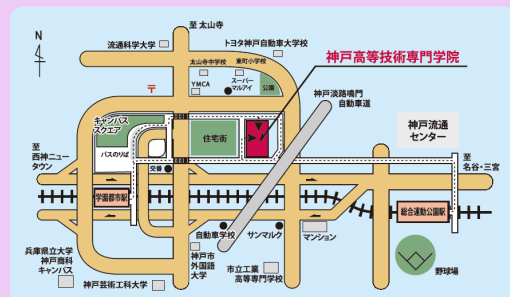 至 太山寺
N
流通科学大学
トヨタ神戸自動車大学校
太山寺中学校
東町小学校
神戸高等技術専門学院
〒
YMCA
スーパー
マルアイ
公園
神戸淡路鳴門
自動車道
キャンパス
スクエア
神戸流通
センター
住宅街
バスのりば
至
西神ニュー
タウン
交番
至
名谷・三宮
学園都市駅
総合運動公園駅
自動車学校
サンマルク
マンション
兵庫県立大学
神戸商科
キャンパス
神戸市
外国語
大学
市立工業
高等専門学校
野球場
神戸芸術工科大学